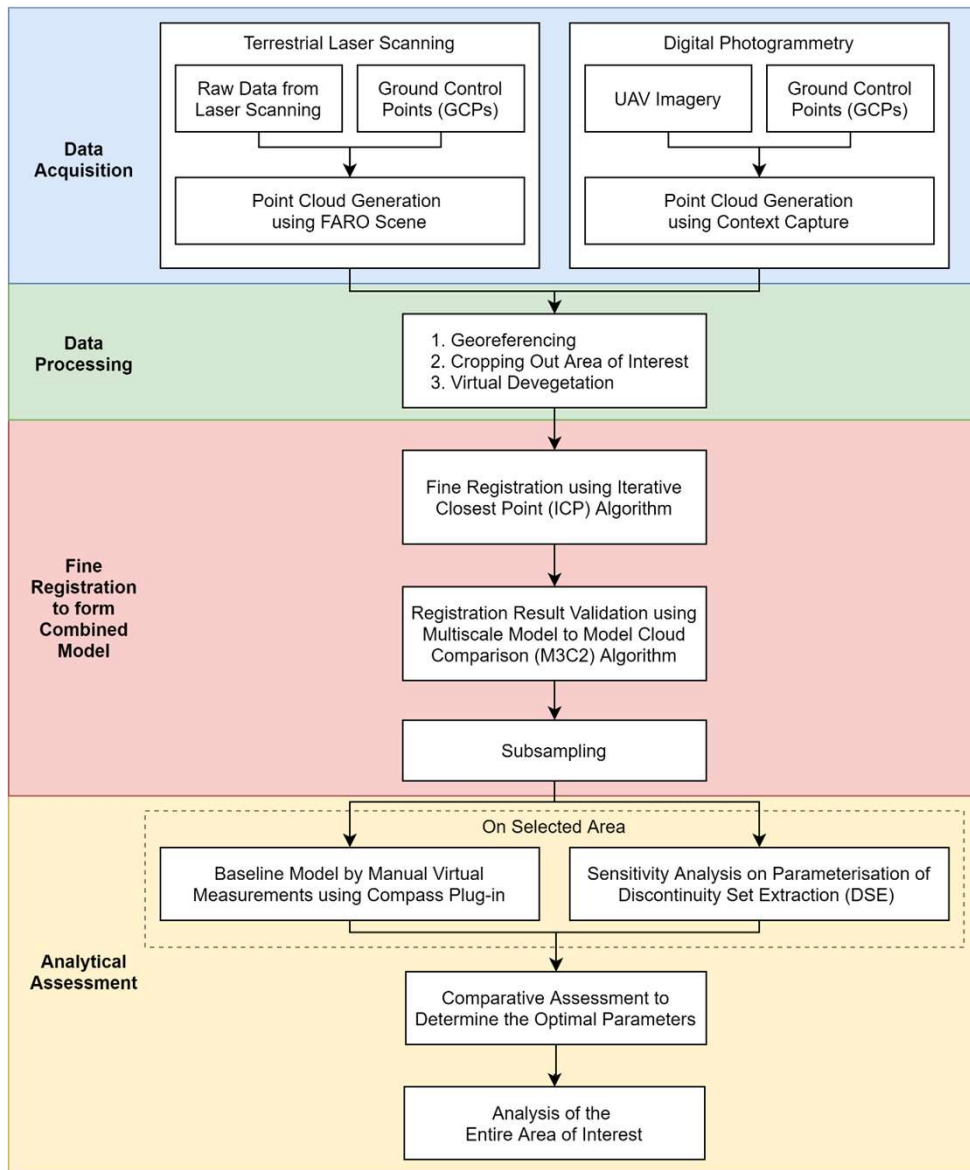 Data
Acquisition
Terrestrial Laser Scanning
Raw Data from
Laser Scanning
Ground Control
Points (GCPs)
Point Cloud Generation
using FARO Scene
Digital Photogrammetry
UAV Imagery
Ground Control
Points (GCPs)
Point Cloud Generation
using Context Capture
Data
Processing
1. Georeferencing
2. Cropping Out Area of Interest
3. Virtual Devegetation
Fine
Registration
to form
Combined
Model
Fine Registration using Iterative
Closest Point (ICP) Algorithm
Registration Result Validation using
Multiscale Model to Model Cloud
Comparison (M3C2) Algorithm
Subsampling
Analytical
Assessment
On Selected Area
Baseline Model by Manual Virtual
Measurements using Compass Plug-in
Sensitivity Analysis on Parameterisation of
Discontinuity Set Extraction (DSE)
Comparative Assessment to
Determine the Optimal Parameters
Analysis of the
Entire Area of Interest